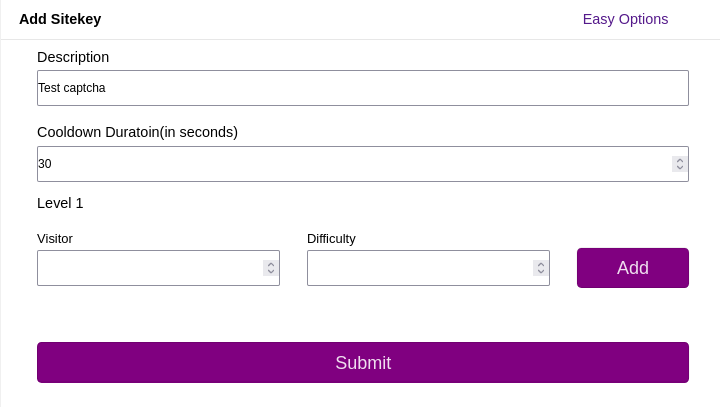 Add Sitekey
Easy Options
Description
Test captcha
Cooldown Duratoin(in seconds)
30
Level 1
Visitor
Difficulty
Add
Submit